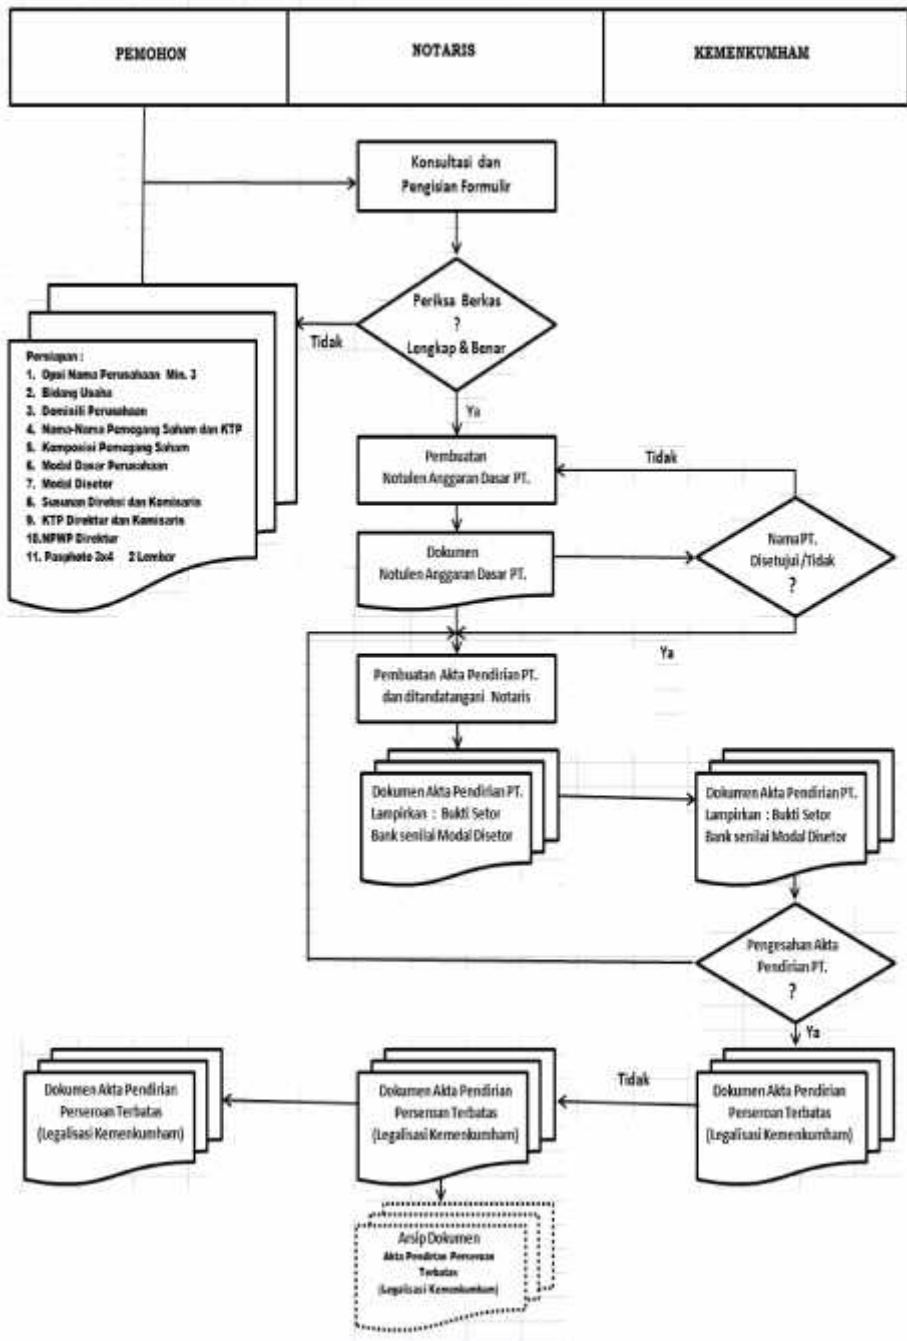 PEMOHON
NOTARIS
KEMENKUMHAM
Konsultasi dan
Pengisian Formulir
Periksa Berkas
?
Lengkap & Benar
Tidak
Ya
Persiapan :
1. Opsi Nama Perusahaan Min. 3
2. Bidang Usaha
3. Domisili Perusahaan
4. Nama-Nama Pemegang Saham dan KTP
5. Komposisi Pemegang Saham
6. Modal Dasar Perusahaan
7. Modal Disetor
8. Susunan Direksi dan Komisaris
9. KTP Direktur dan Komisaris
10.NPWP Direktur
11. Pasphoto 3x4 2 Lembar
Pembuatan
Notulen Anggaran Dasar PT.
Tidak
Dokumen
Notulen Anggaran Dasar PT.
Nama PT.
Disetujui /Tidak
?
Ya
Pembuatan Akta Pendirian PT.
dan ditandatangani Notaris
Dokumen Akta Pendirian PT.
Lampirkan : Bukti Setor
Bank senilai Modal Disetor
Dokumen Akta Pendirian PT.
Lampirkan : Bukti Setor
Bank senilai Modal Disetor
Pengesahan Akta
Pendirian PT.
?
Ya
Dokumen Akta Pendirian
Perseroan Terbatas
(Legalisasi Kemenkumham)
Dokumen Akta Pendirian
Perseroan Terbatas
(Legalisasi Kemenkumham)
Tidak
Dokumen Akta Pendirian
Perseroan Terbatas
(Legalisasi Kemenkumham)
Arsip Dokumen
Akta Pendirian Perseroan
Terbatas
(Legalisasi Kemenkumham)